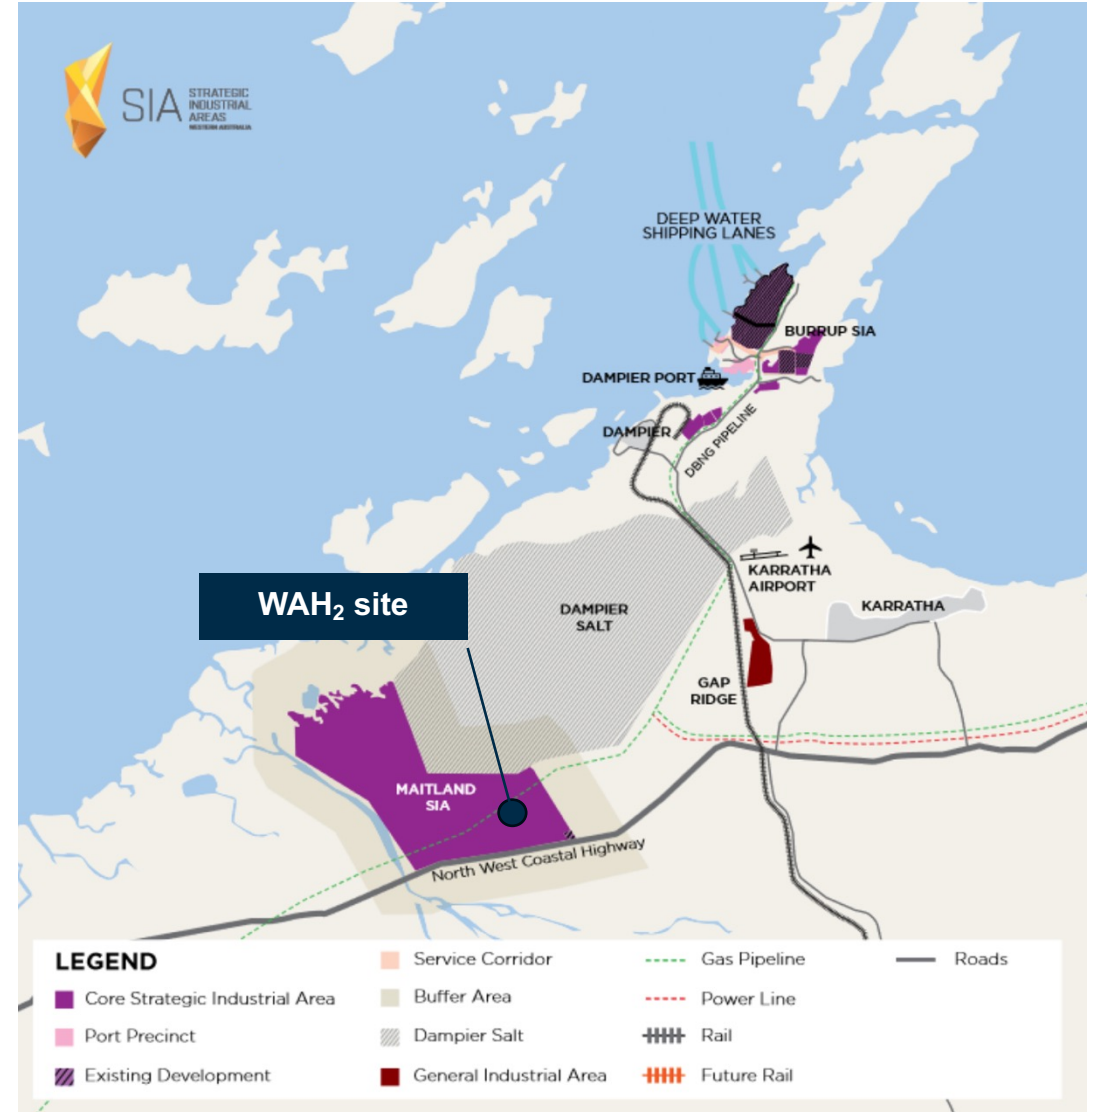 SIA
STRATEGIC
INDUSTRIAL
AREAS
WESTERN AUSTRALIA
DEEP WATER
SHIPPING LANES
BURRUP SIA
DAMPIER PORT
DAMPIER
DBNG PIPELINE
KARRATHA
AIRPORT
KARRATHA
WAH₂ site
DAMPIER
SALT
GAP
RIDGE
MAITLAND
SIA
North West Coastal Highway
LEGEND
Core Strategic Industrial Area
Port Precinct
Existing Development
Service Corridor
Buffer Area
Dampier Salt
General Industrial Area
Gas Pipeline
Power Line
Rail
Future Rail
Roads